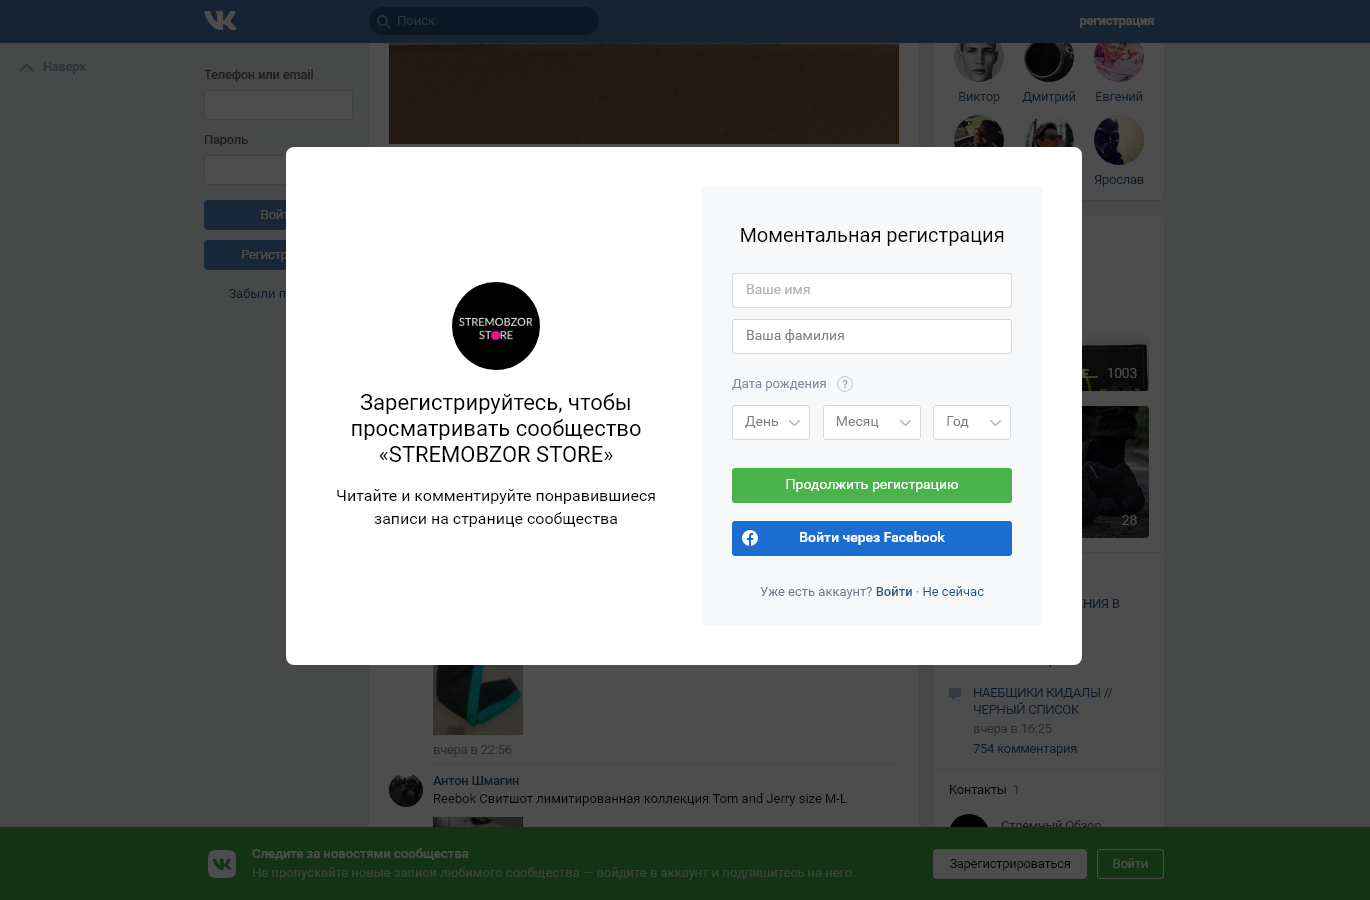 Поиск
регистрация
Наверх
Телефон или email
Пароль
Виктор
Дмитрий
Евгений
Ярослав
Моментальная регистрация
Ваше имя
Ваша фамилия
Дата рождения ?
День
Месяц
Год
Продолжить регистрацию
Войти через Facebook
Уже есть аккаунт? Войти · Не сейчас
STREMOBZOR
STORE
Зарегистрируйтесь, чтобы
просматривать сообщество
«STREMOBZOR STORE»
Читайте и комментируйте понравившиеся
записи на странице сообщества
Забыли
1003
28
В
НАЕБЩИКИ КИДАЛЫ //
ЧЕРНЫЙ СПИСОК
вчера в 16:25
754 комментария
Контакты 1
Стремный Обзор
вчера в 22:56
Антон Шмагин
Reebok Свитшот лимитированная коллекция Tom and Jerry size M-L
Следите за новостями сообщества
Не пропускайте новые записи любимого сообщества — войдите в аккаунт и подпишитесь на него.
Зарегистрироваться
Войти